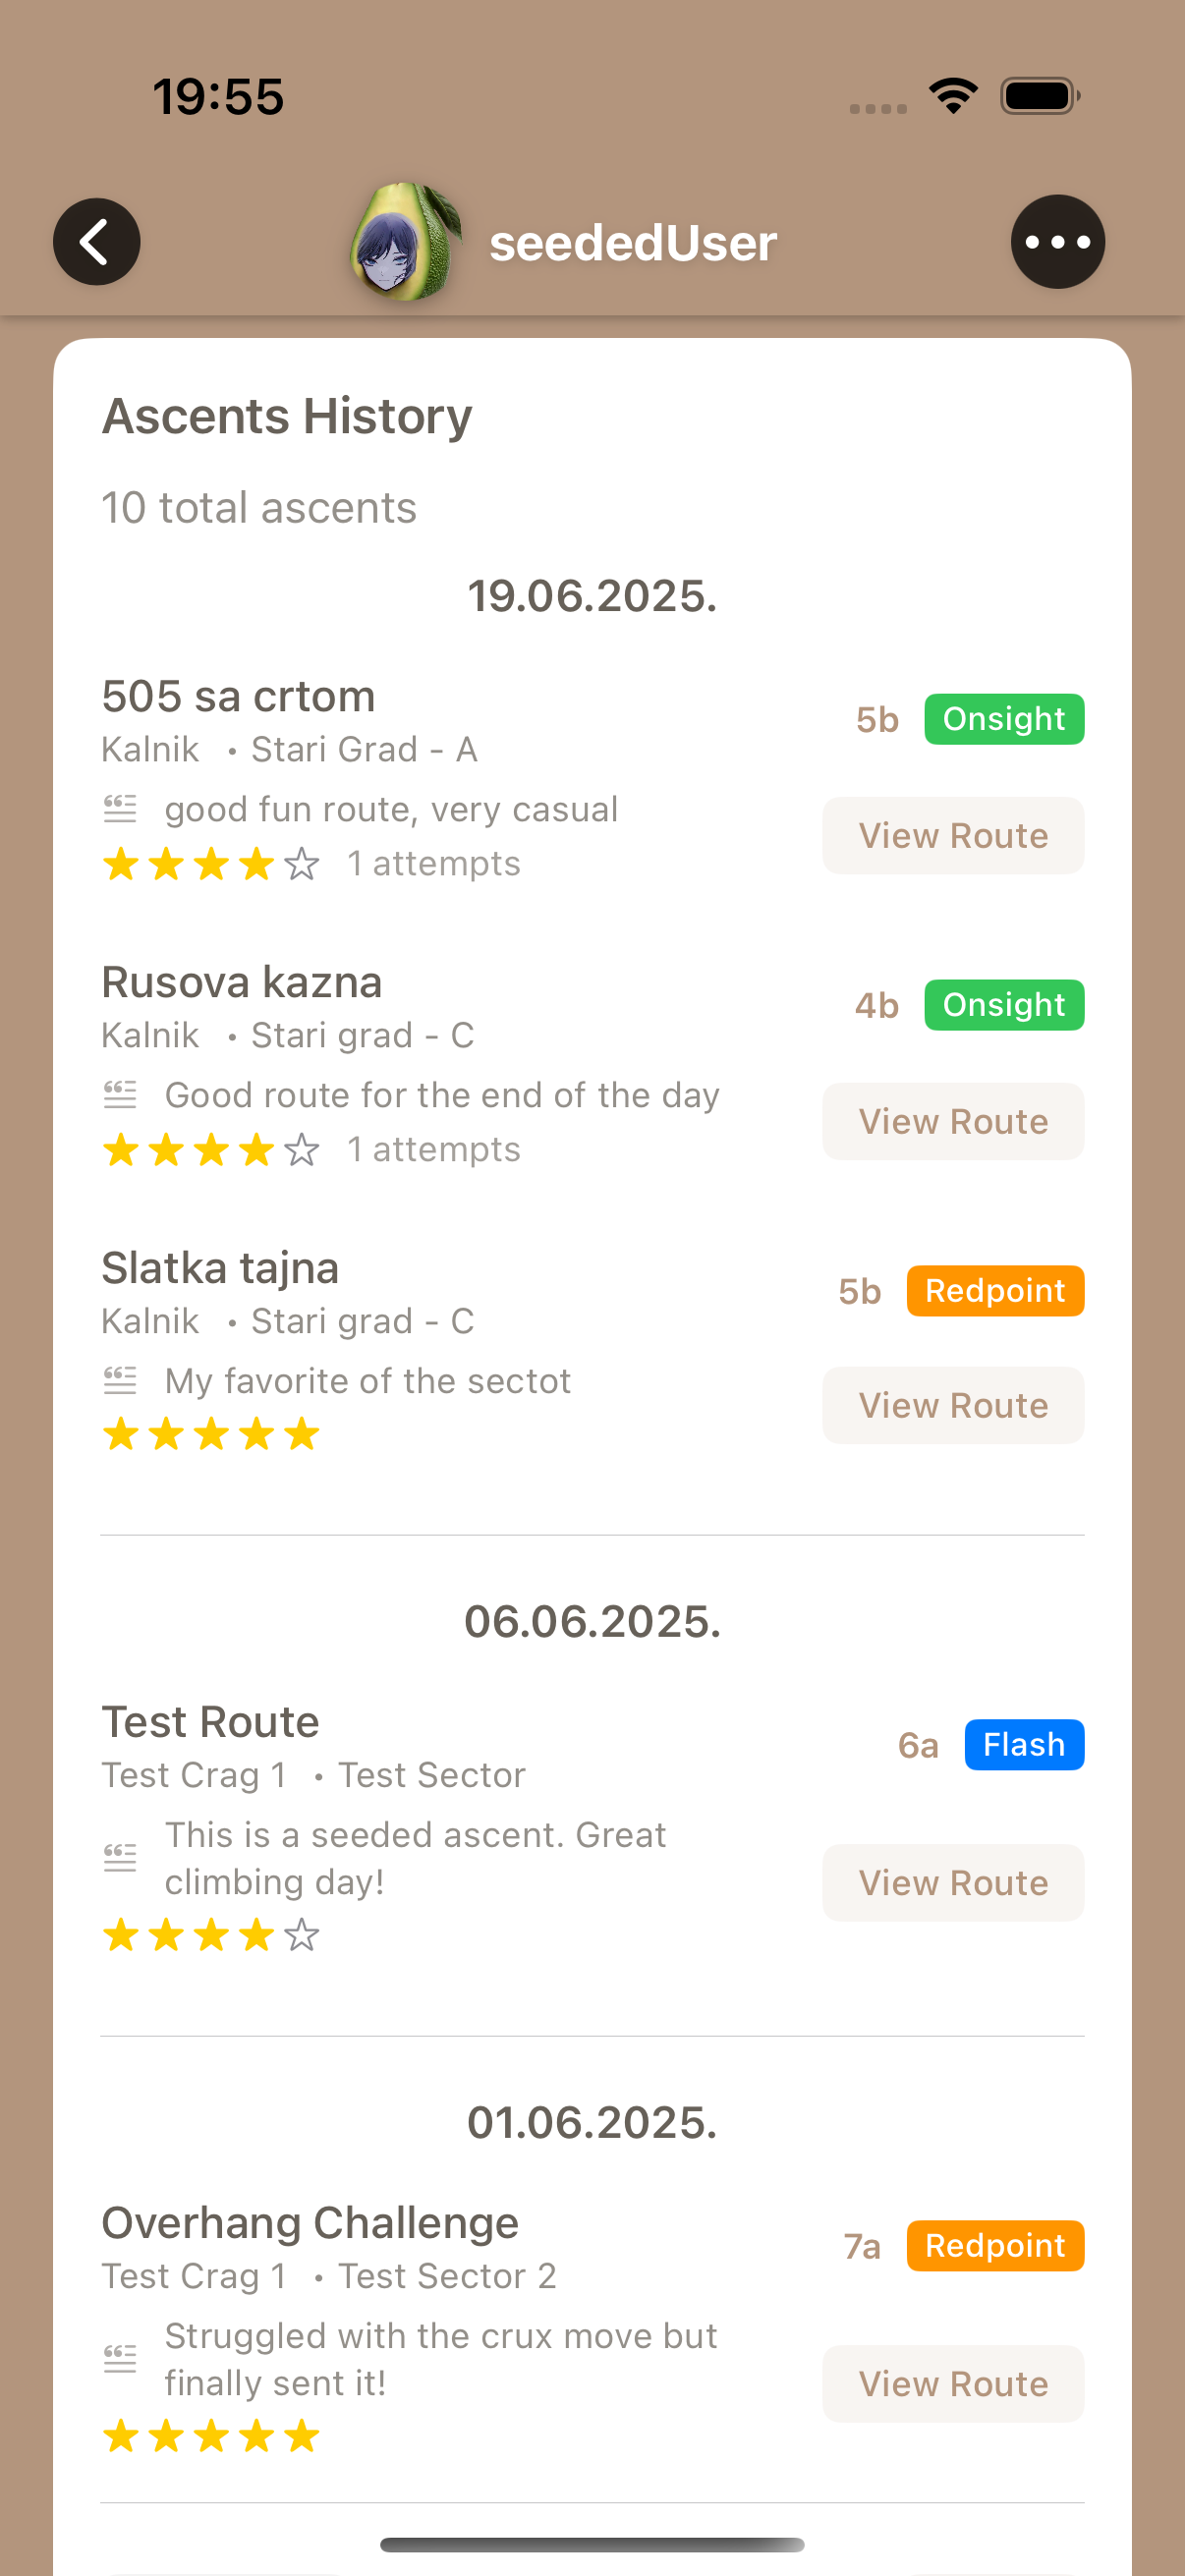 19:55
seededUser
Ascents History
10 total ascents
19.06.2025.
505 sa crtom
5b Onsight
Kalnik • Stari Grad - A
good fun route, very casual
View Route
1 attempts
Rusova kazna
4b Onsight
Kalnik • Stari grad - C
Good route for the end of the day
View Route
1 attempts
Slatka tajna
5b Redpoint
Kalnik • Stari grad - C
My favorite of the sectot
View Route
06.06.2025.
Test Route
6a Flash
Test Crag 1 • Test Sector
This is a seeded ascent. Great
climbing day!
View Route
01.06.2025.
Overhang Challenge
7a Redpoint
Test Crag 1 • Test Sector 2
Struggled with the crux move but
finally sent it!
View Route